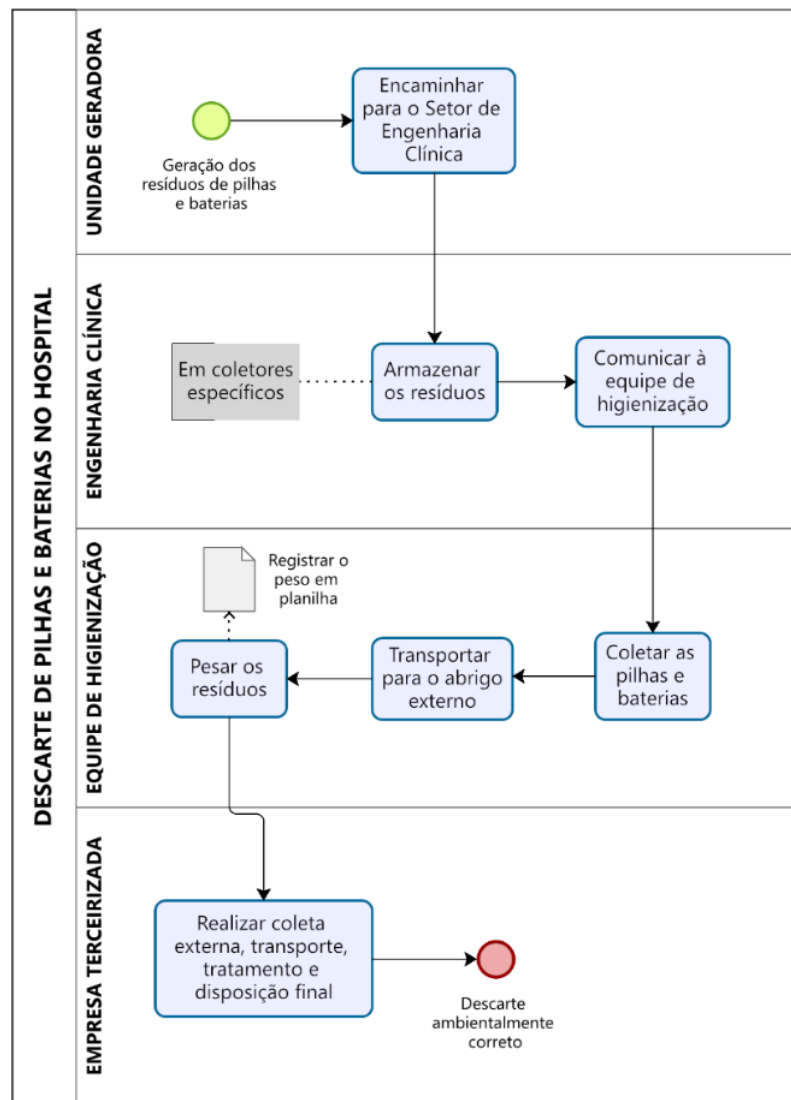 DESCARTE DE PILHAS E BATERIAS NO HOSPITAL
UNIDADE GERADORA
Geração dos
resíduos de pilhas
e baterias
Encaminhar
para o Setor de
Engenharia
Clínica
ENGENHARIA CLÍNICA
Em coletores
específicos
Armazenar
os resíduos
Comunicar à
equipe de
higienização
EQUIPE DE HIGIENIZAÇÃO
Registrar o
peso em
planilha
Pesar os
resíduos
Transportar
para o abrigo
externo
Coletar as
pilhas e
baterias
EMPRESA TERCEIRIZADA
Realizar coleta
externa, transporte,
tratamento e
disposição final
Descarte
ambientalmente
correto